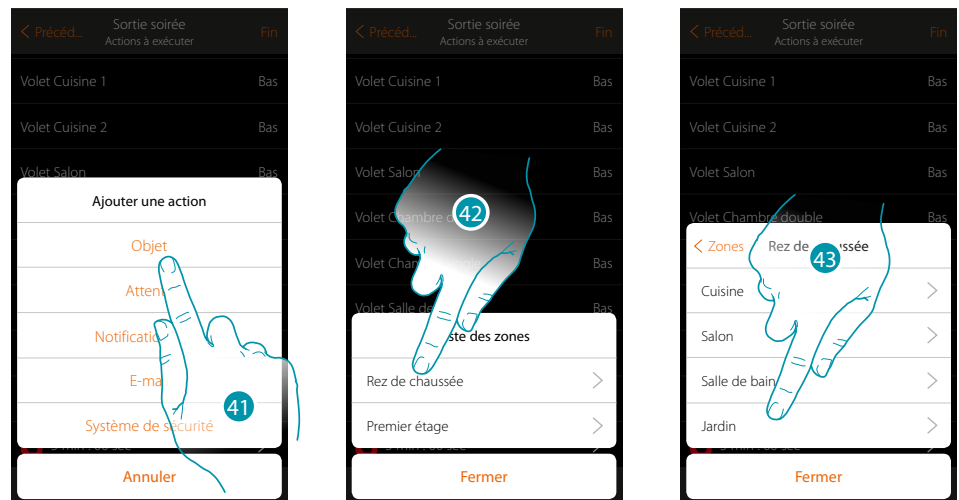 < Précéd... Sortie soirée Fin
Actions à exécuter
Volet Cuisine 1 Bas
Volet Cuisine 2 Bas
Volet Salon Bas
Ajouter une action
Objet
Attent
Notificatio
E-ma
Système de sécurité
41
Annuler
< Précéd... Sortie soirée Fin
Actions à exécuter
Volet Cuisine 1 Bas
Volet Cuisine 2 Bas
Volet Salon Bas
Volet Chambre d Bas
42
Volet Cham Bas
Volet Salle de Bas
ste des zones
Rez de chaussée >
Premier étage >
Fermer
< Précéd... Sortie soirée Fin
Actions à exécuter
Volet Cuisine 1 Bas
Volet Cuisine 2 Bas
Volet Salon Bas
Volet Chambre double Bas
< Zones Rez de ussée
43
Cuisine >
Salon >
Salle de bain >
Jardin >
Fermer